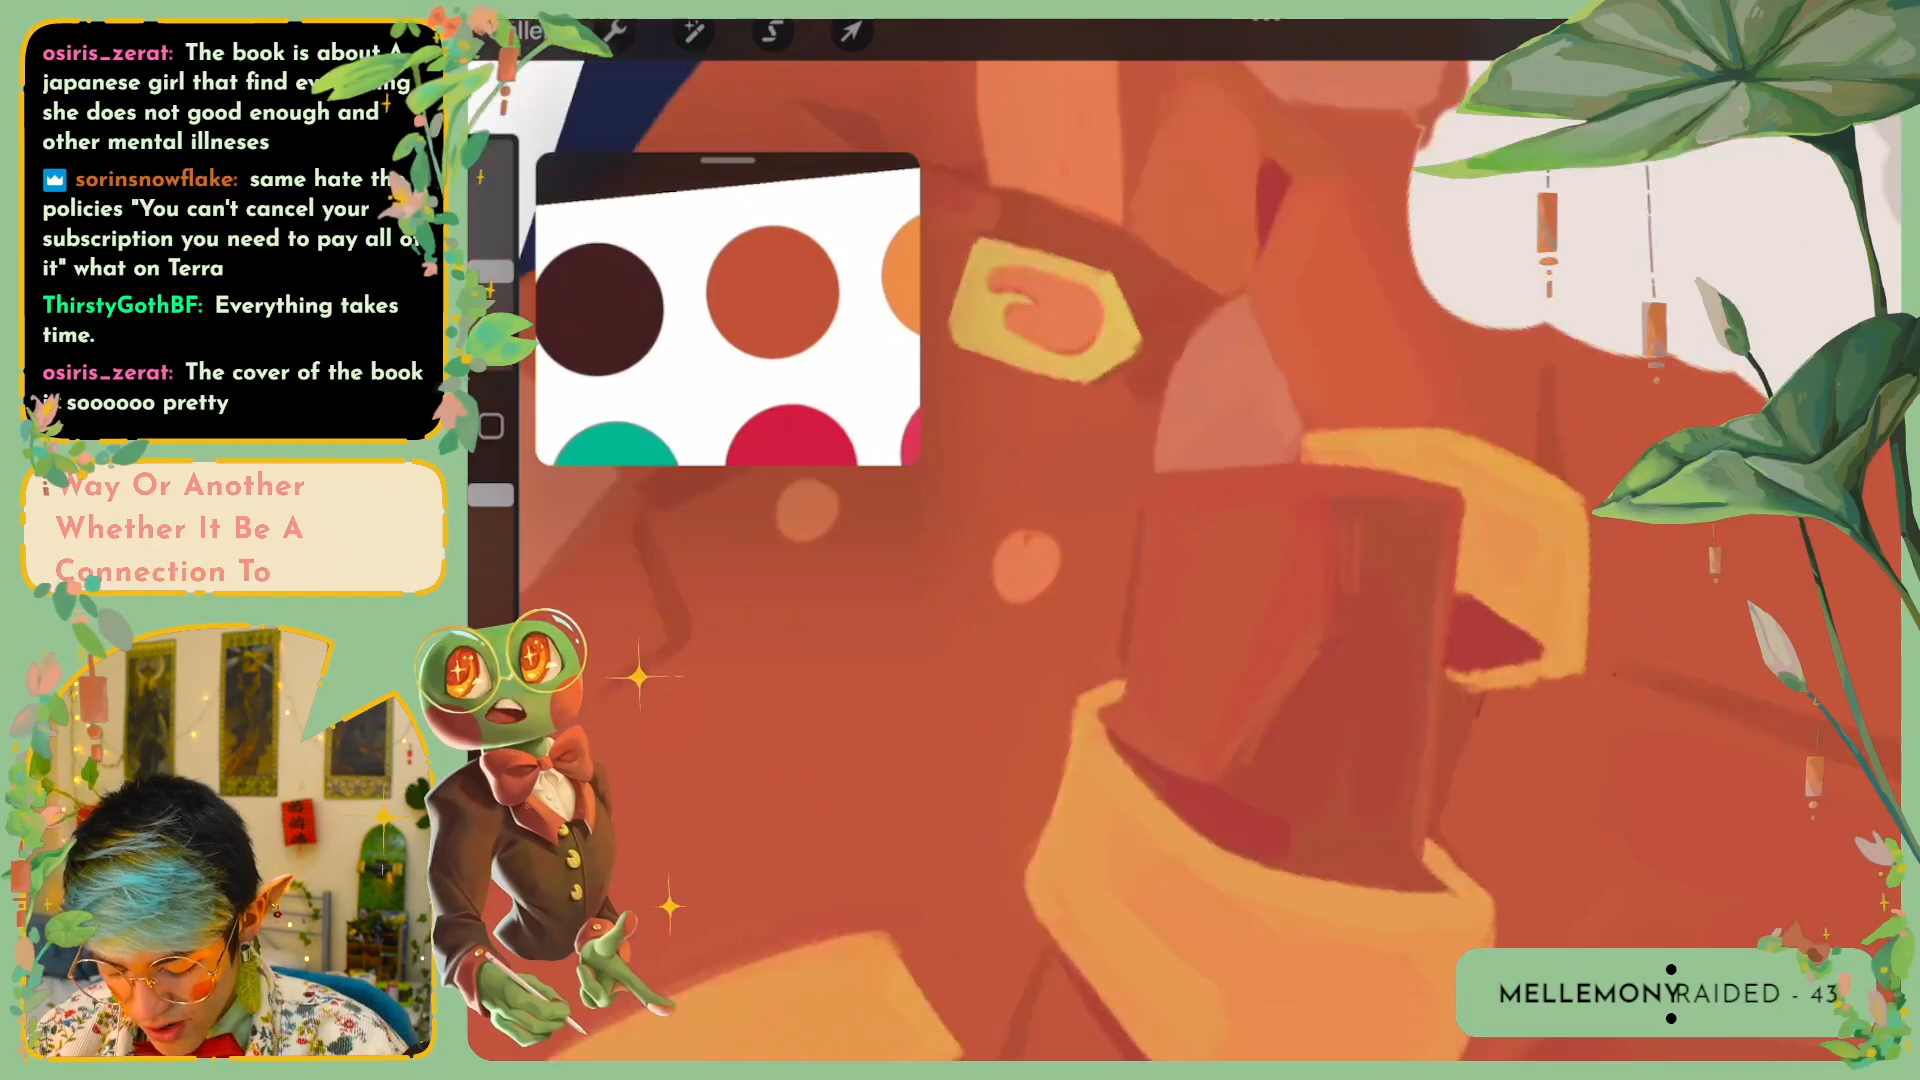 osiris_zerat: The book is about A
japanese girl that find
she does not good enough and
other mental illneses
sorinsnowflake: same hate
policies "You can't cancel your
subscription you need to pay all of
it" what on Terra
ThirstyGothBF: Everything takes
time.
osiris_zerat: The cover of the book
is soooooo pretty
Way Or Another
Whether It Be A
Connection To
MELLEMONY RAIDED - 43